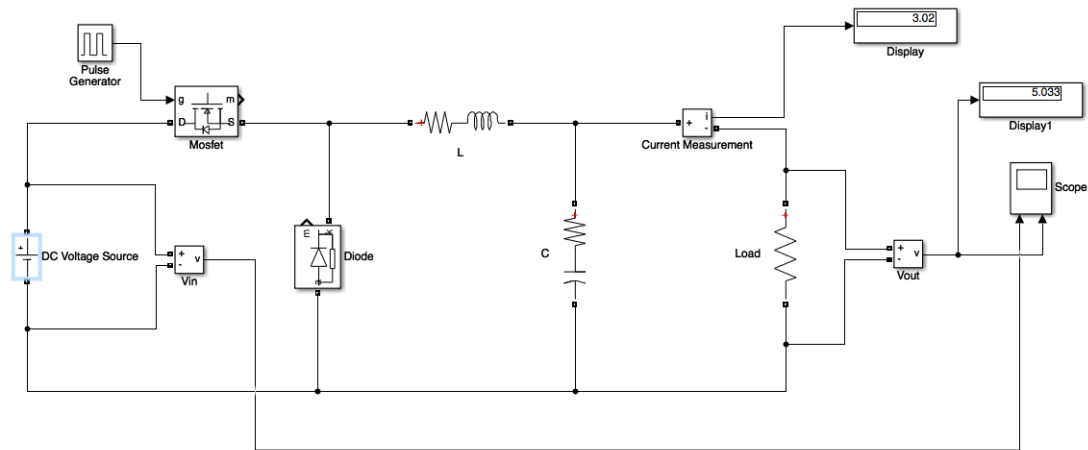 3.02
Display
Pulse
Generator
g
m
D
S
Mosfet
5.033
Display1
+
i
-
Current Measurement
L
Scope
+
DC Voltage Source
+
-
v
Vin
m
k
a
Diode
C
Load
+
-
v
Vout